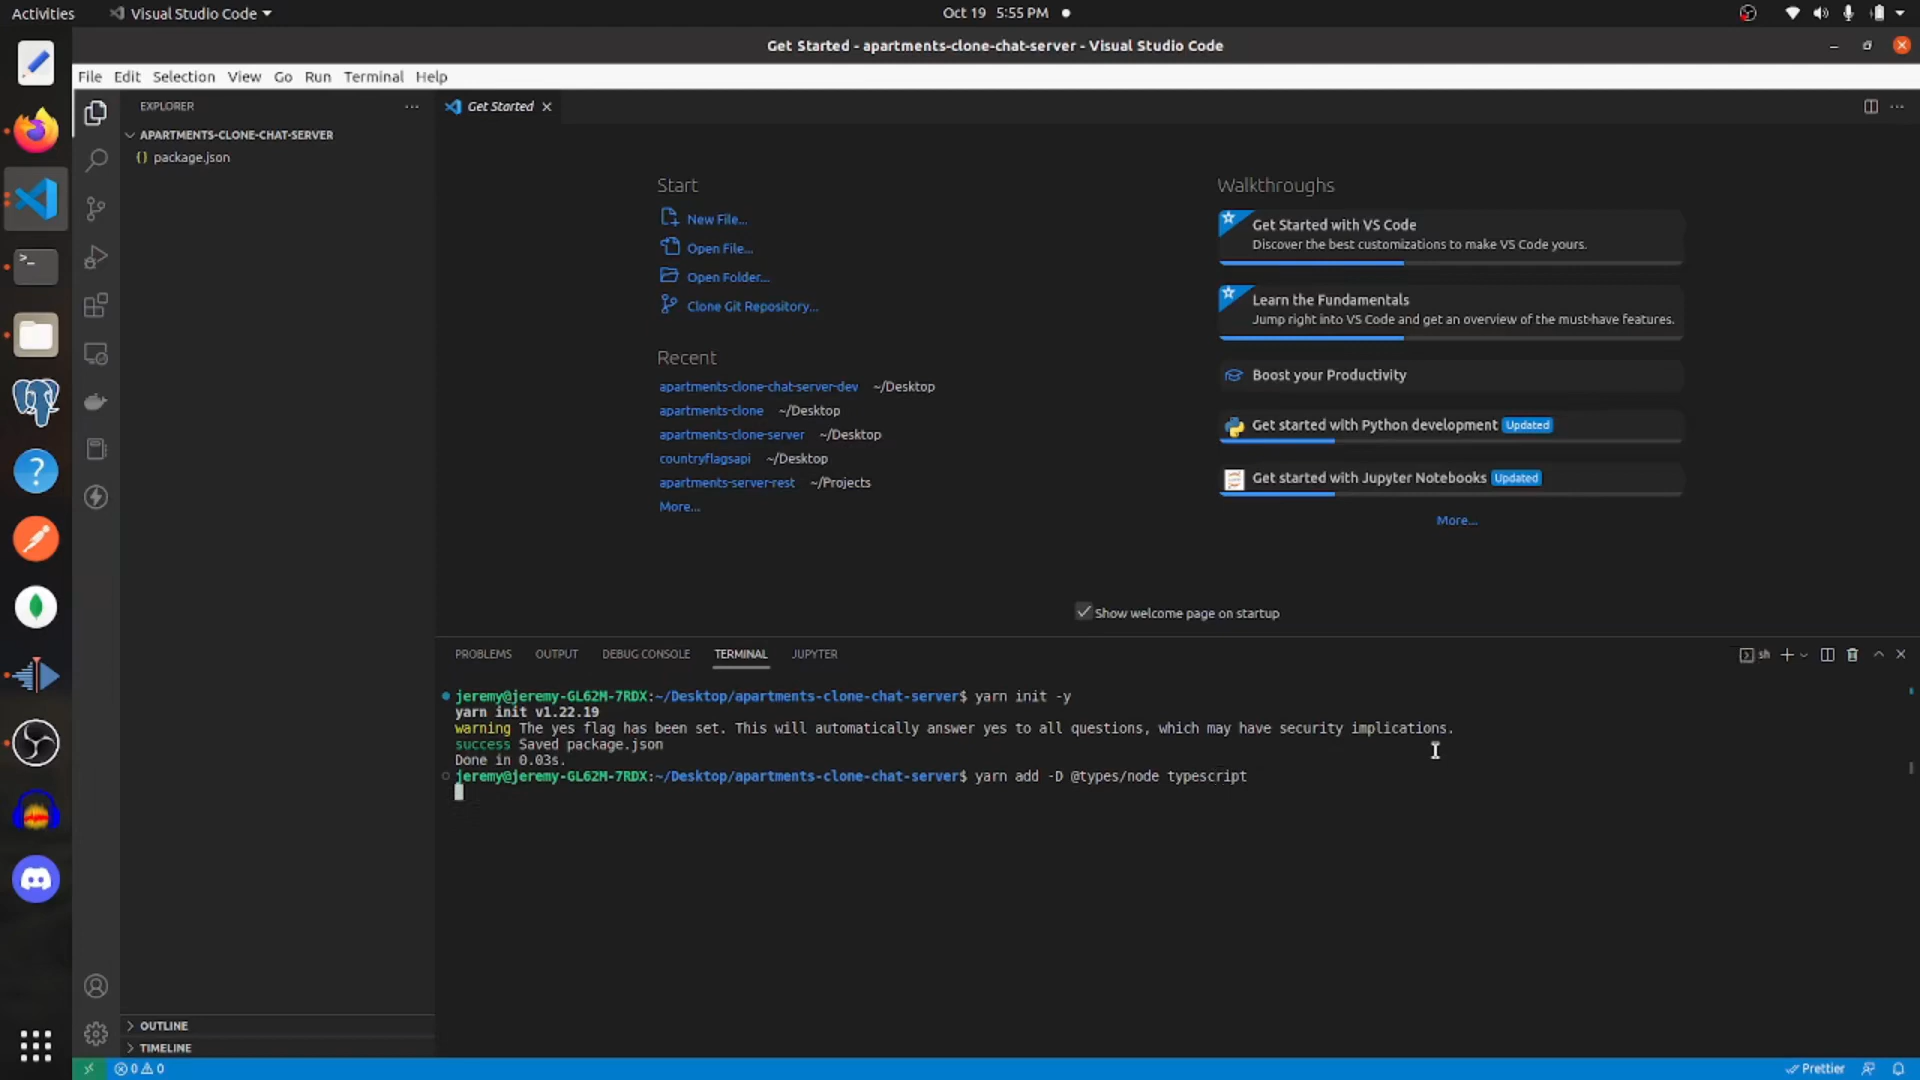 Activities
Visual Studio Code
Oct 19 5:55 PM
Get Started - apartments-clone-chat-server - Visual Studio Code
File Edit Selection View Go Run Terminal Help
EXPLORER
Get Started
APARTMENTS-CLONE-CHAT-SERVER
{} package.json
Start
New File...
Open File...
Open Folder...
Clone Git Repository...
Recent
apartments-clone-chat-server-dev ~/Desktop
apartments-clone ~/Desktop
apartments-clone-server ~/Desktop
countryflagsapi ~/Desktop
apartments-server-rest ~/Projects
More...
Walkthroughs
Get Started with VS Code
Discover the best customizations to make VS Code yours.
Learn the Fundamentals
Jump right into VS Code and get an overview of the must-have features.
Boost your Productivity
Get started with Python development Updated
Get started with Jupyter Notebooks Updated
More...
Show welcome page on startup
PROBLEMS OUTPUT DEBUG CONSOLE TERMINAL JUPYTER
sh
jeremy@jeremy-GL62M-7RDX:~/Desktop/apartments-clone-chat-server$ yarn init -y
yarn init v1.22.19
warning The yes flag has been set. This will automatically answer yes to all questions, which may have security implications.
success Saved package.json
Done in 0.03s.
jeremy@jeremy-GL62M-7RDX:~/Desktop/apartments-clone-chat-server$ yarn add -D @types/node typescript
OUTLINE
TIMELINE
0 0
Prettier